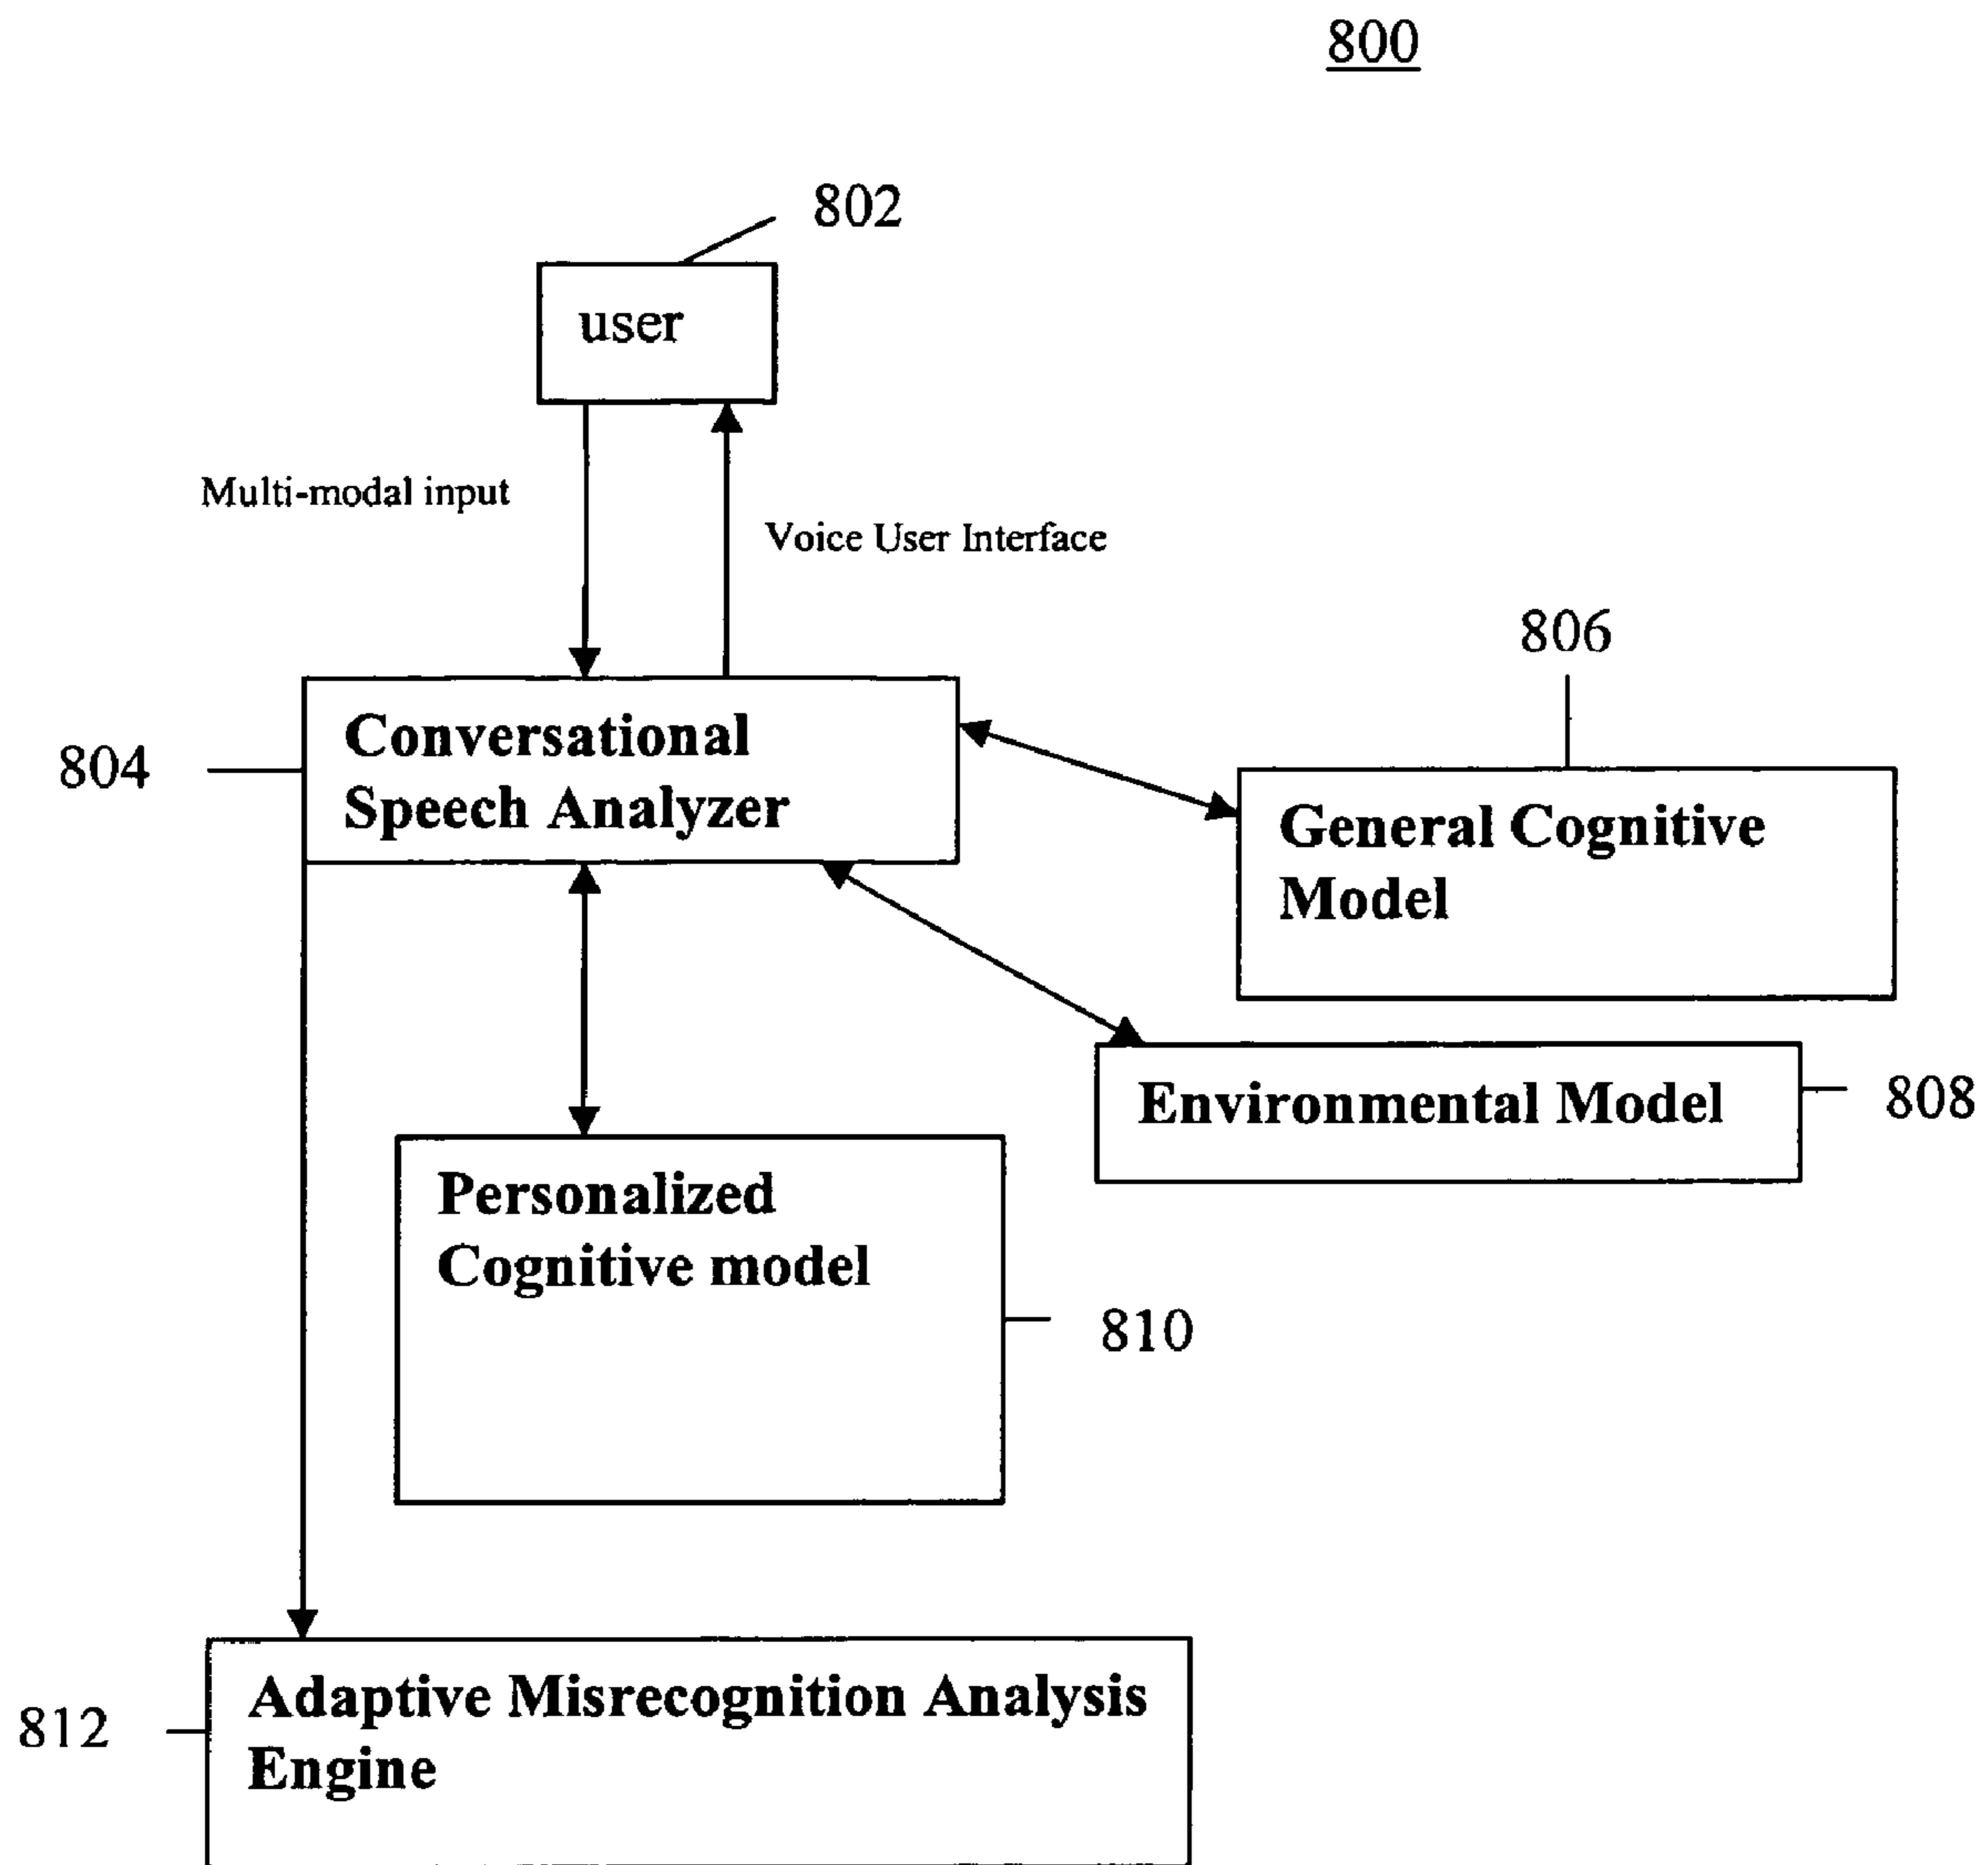 800
802
user
Multi-modal input
Voice User Interface
806
804
Conversational
Speech Analyzer
General Cognitive
Model
Environmental Model
808
Personalized
Cognitive model
810
812
Adaptive Misrecognition Analysis
Engine